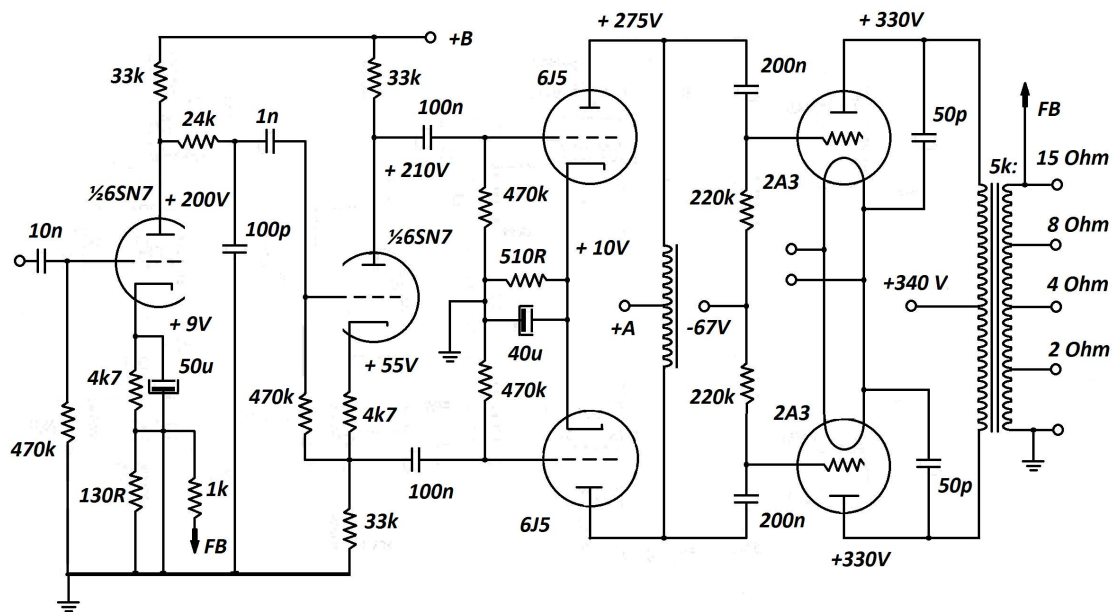 + 275V
+ 330V
+B
33k
33k
6J5
200n
50p
FB
24k
1n
100n
5k:
15 Ohm
+ 210V
2A3
½6SN7
+ 200V
470k
220k
8 Ohm
10n
100p
½6SN7
510R
+ 10V
+340 V
4 Ohm
+ 9V
+A
-67V
50u
+ 55V
40u
2 Ohm
4k7
470k
4k7
470k
220k
2A3
470k
130R
1k
100n
50p
33k
6J5
200n
FB
+330V